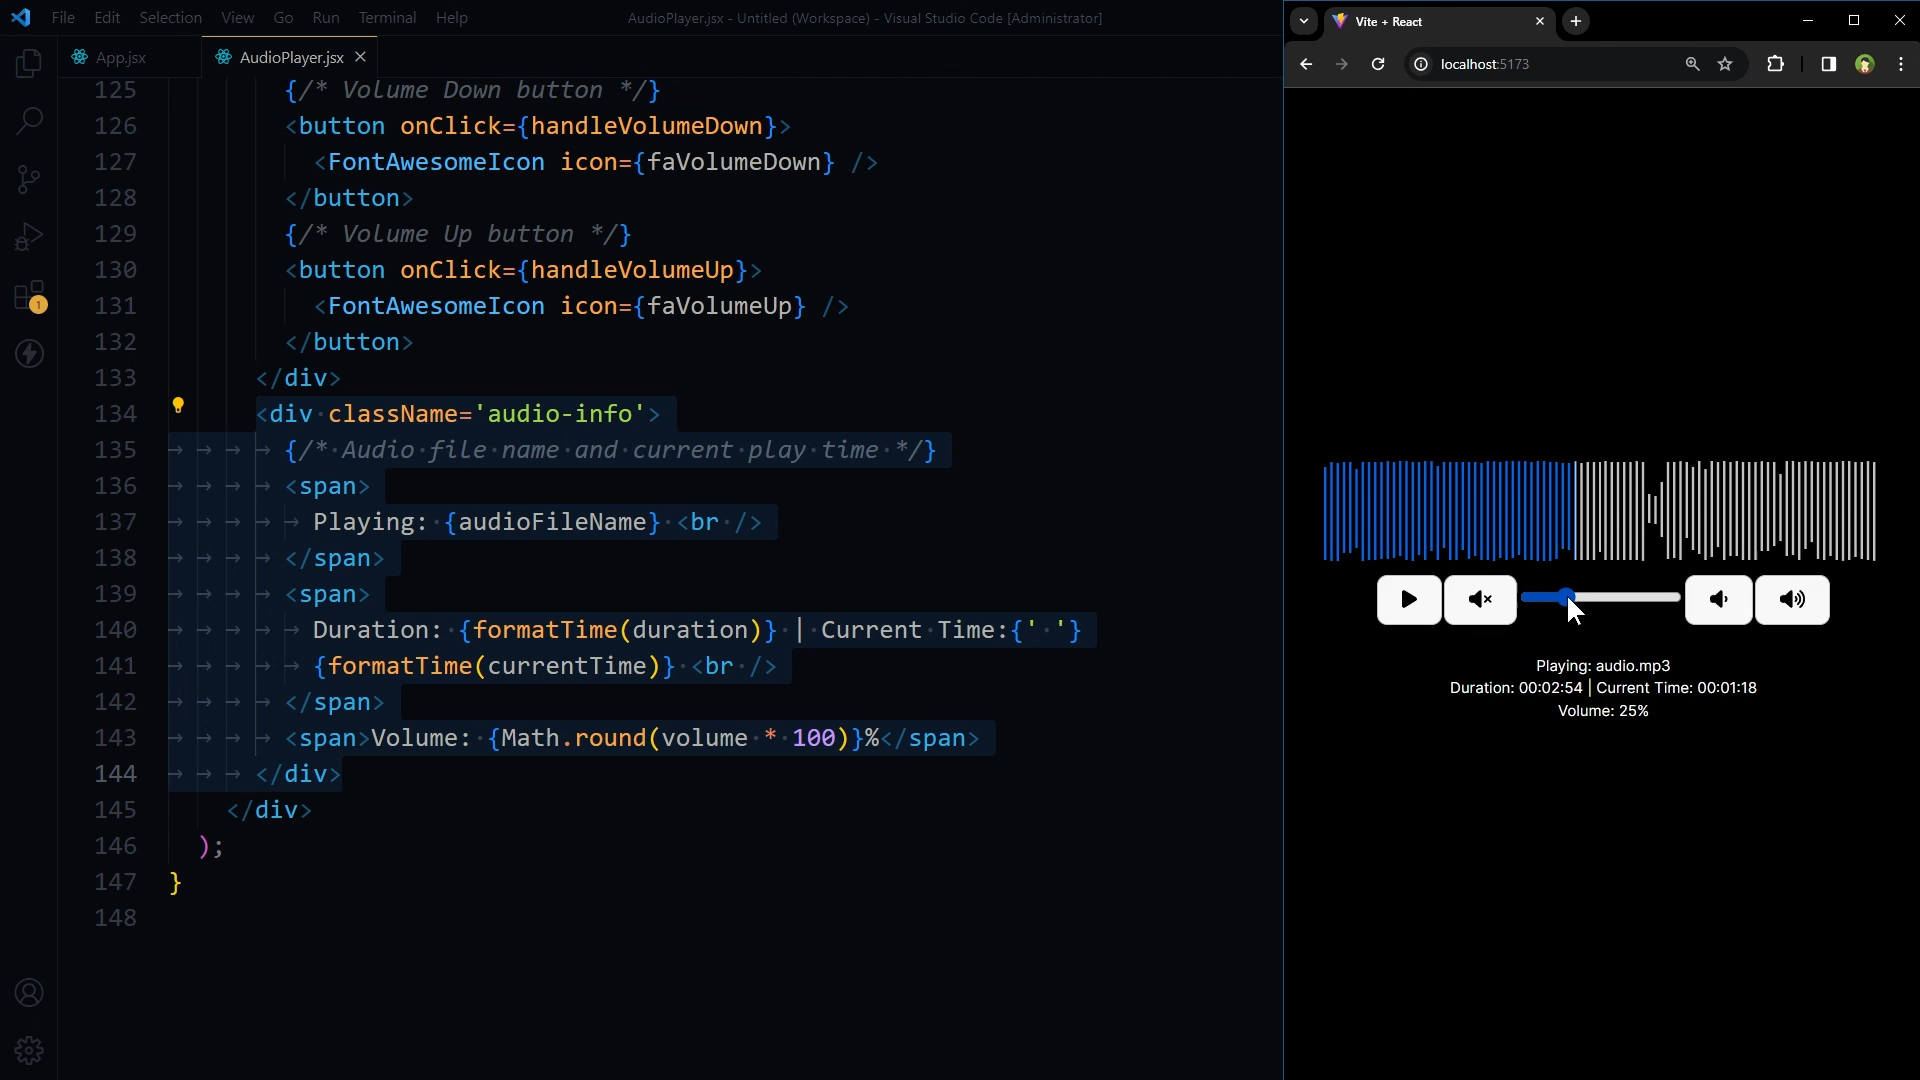 File Edit Selection View Go Run Terminal Help
AudioPlayer.jsx - Untitled (Workspace) - Visual Studio Code [Administrator]
App.jsx
AudioPlayer.jsx
125 {/* Volume Down button */}
126 <button onClick={handleVolumeDown}>
127 <FontAwesomeIcon icon={faVolumeDown} />
128 </button>
129 {/* Volume Up button */}
130 <button onClick={handleVolumeUp}>
131 <FontAwesomeIcon icon={faVolumeUp} />
132 </button>
133 </div>
134 <div className='audio-info'>
135 {/* Audio file name and current play time */}
136 <span>
137 Playing: {audioFileName} <br />
138 </span>
139 <span>
140 Duration: {formatTime(duration)} | Current Time:{' '}
141 {formatTime(currentTime)} <br />
142 </span>
143 <span>Volume: {Math.round(volume * 100)}%</span>
144 </div>
145 </div>
146 );
147 }
148
1
Vite + React
localhost:5173
Playing: audio.mp3
Duration: 00:02:54 | Current Time: 00:01:18
Volume: 25%